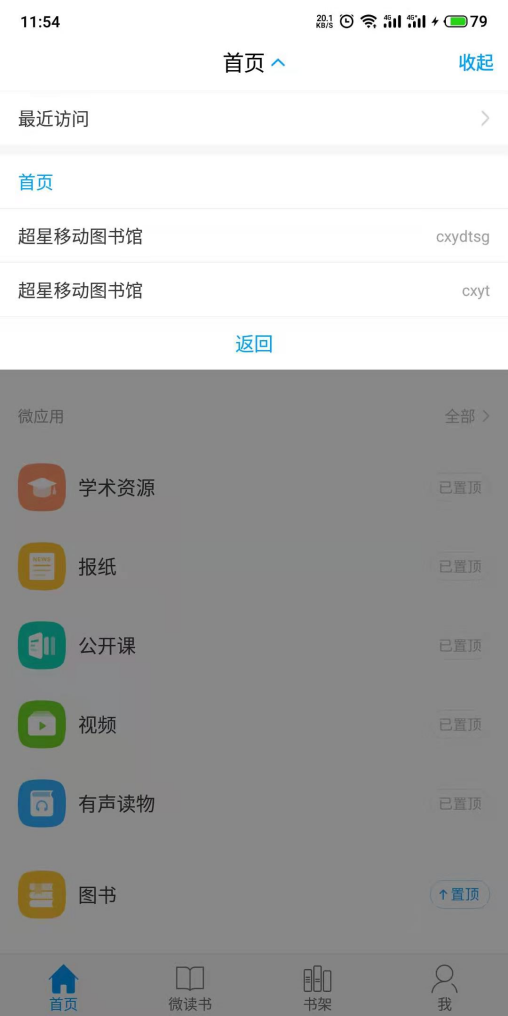 11:54
20.1
KB/S
4G
4G+
79
首页
收起
最近访问
首页
超星移动图书馆 cxydtsg
超星移动图书馆 cxyt
返回
微应用 全部
学术资源 已置顶
报纸 已置顶
公开课 已置顶
视频 已置顶
有声读物 已置顶
图书 置顶
首页 微读书 书架 我